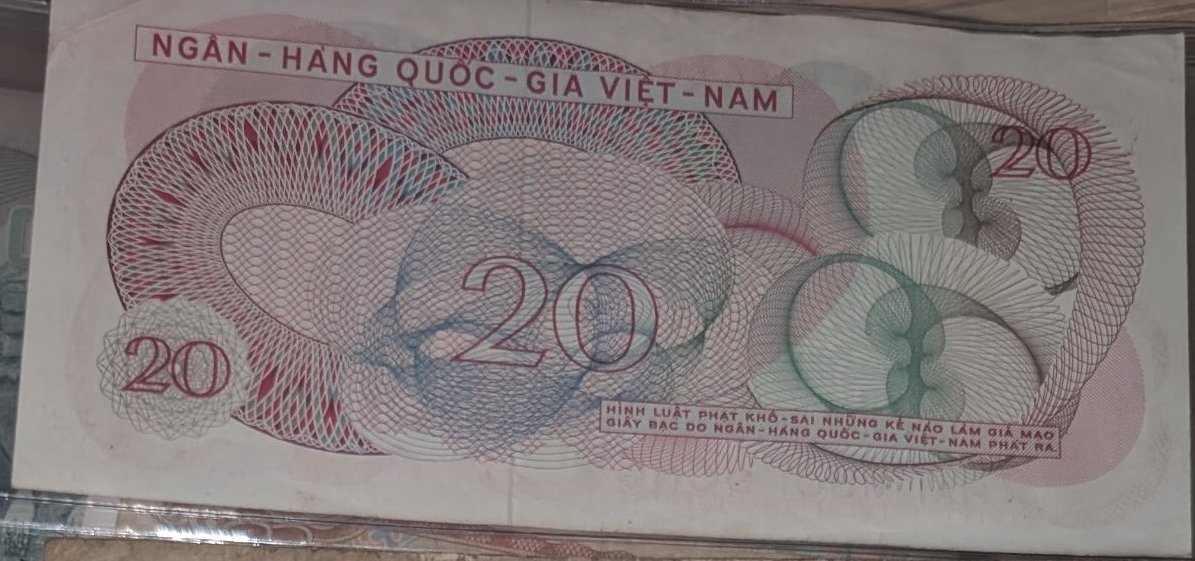 NGÂN-HÀNG QUỐC-GIA VIỆT-NAM
20
20
20
HÌNH LUẬT PHẠT KHỔ-SAI NHỮNG KẺ NÀO LÀM GIẢ MẠO
GIẤY BẠC DO NGÂN-HÀNG QUỐC-GIA VIỆT-NAM PHÁT RA